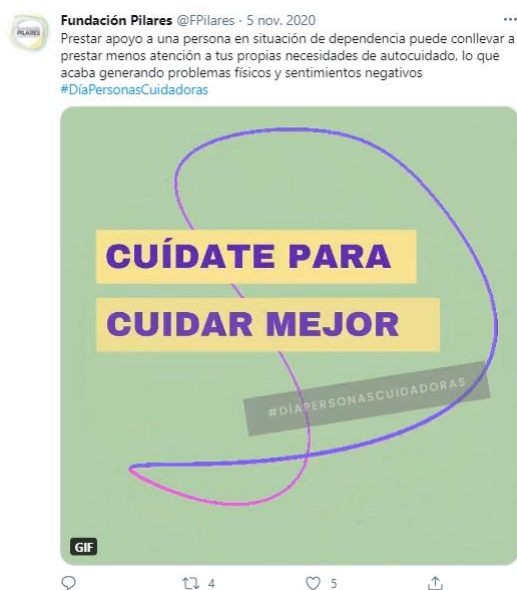 Fundación Pilares @FPilares · 5 nov. 2020
Prestar apoyo a una persona en situación de dependencia puede conllevar a
prestar menos atención a tus propias necesidades de autocuidado, lo que
acaba generando problemas físicos y sentimientos negativos
#DíaPersonasCuidadoras
CUÍDATE PARA
CUIDAR MEJOR
#DÍAPERSONASCUIDADORAS
GIF
4 5